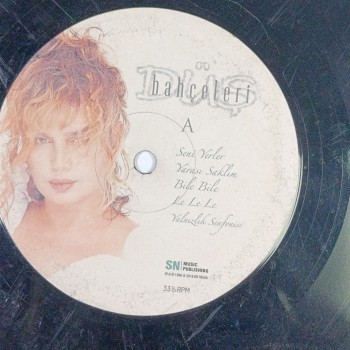 DÜŞ
bahçeleri
A
Seni Yerler
Yarası Saklım
Bile Bile
Le Le Le
Yalnızlık Senfonisi
SN MUSIC
PUBLISHING
33⅓ RPM